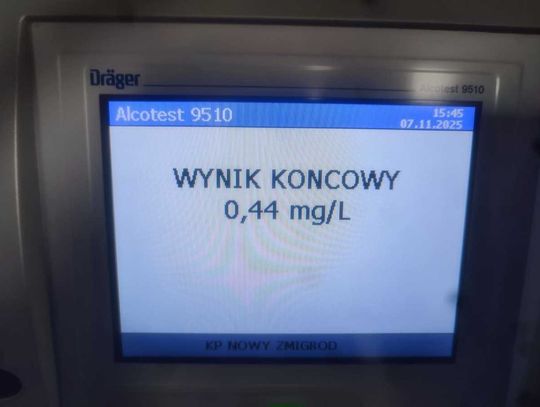 Dräger
Alcotest 9510
Alcotest 9510
15:45
07.11.2025
WYNIK KONCOWY
0,44 mg/L
KP NOWY ZMIGROD